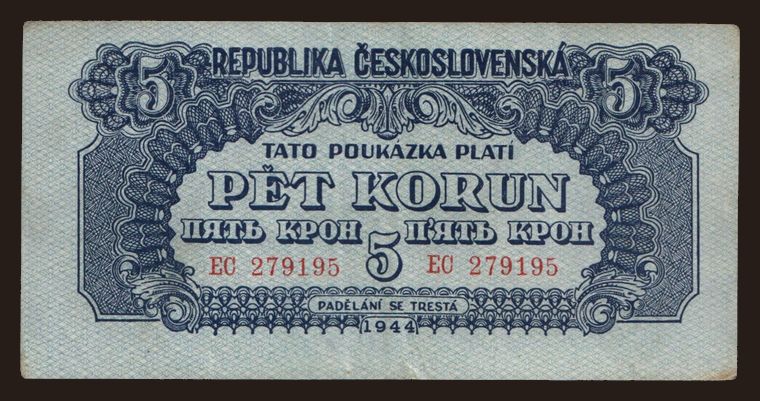 5 REPUBLIKA ČESKOSLOVENSKÁ 5
TATO POUKÁZKA PLATÍ
PĚT KORUN
ПЯТЬ КРОН 5 П'ЯТЬ КРОН
EC 279195 EC 279195
PADĚLÁNÍ SE TRESTÁ
1944